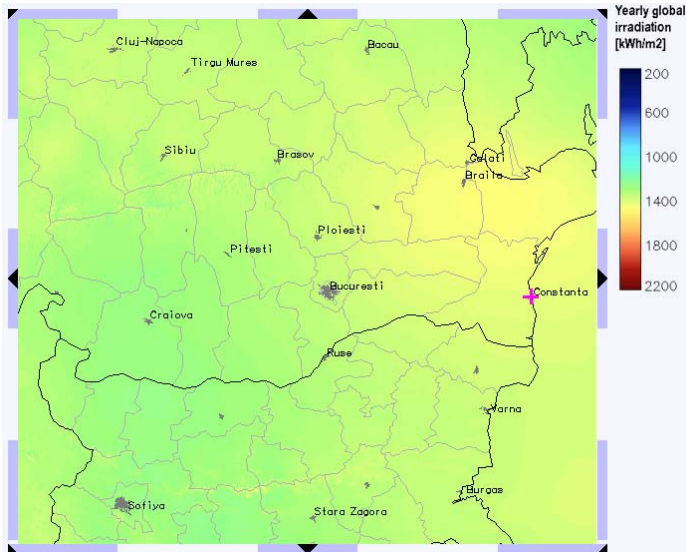 Yearly global
irradiation
[kWh/m2]
200
600
1000
1400
1800
2200
Cluj-Napoca
Bacau
Tirgu Mures
Sibiu
Brasov
Galati
Braila
Ploiesti
Pitesti
Bucuresti
Constanta
Craiova
Ruse
Varna
Burgas
Sofiya
Stara Zagora